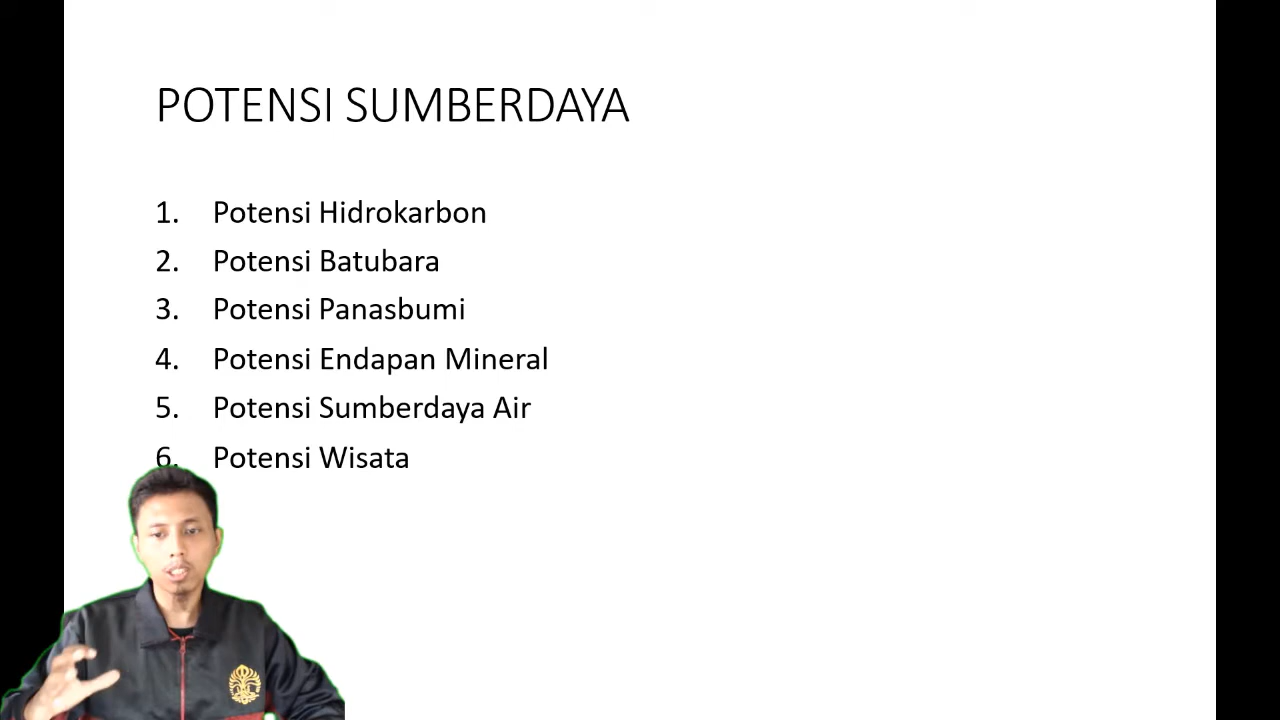 POTENSI SUMBERDAYA
1. Potensi Hidrokarbon
2. Potensi Batubara
3. Potensi Panasbumi
4. Potensi Endapan Mineral
5. Potensi Sumberdaya Air
6. Potensi Wisata